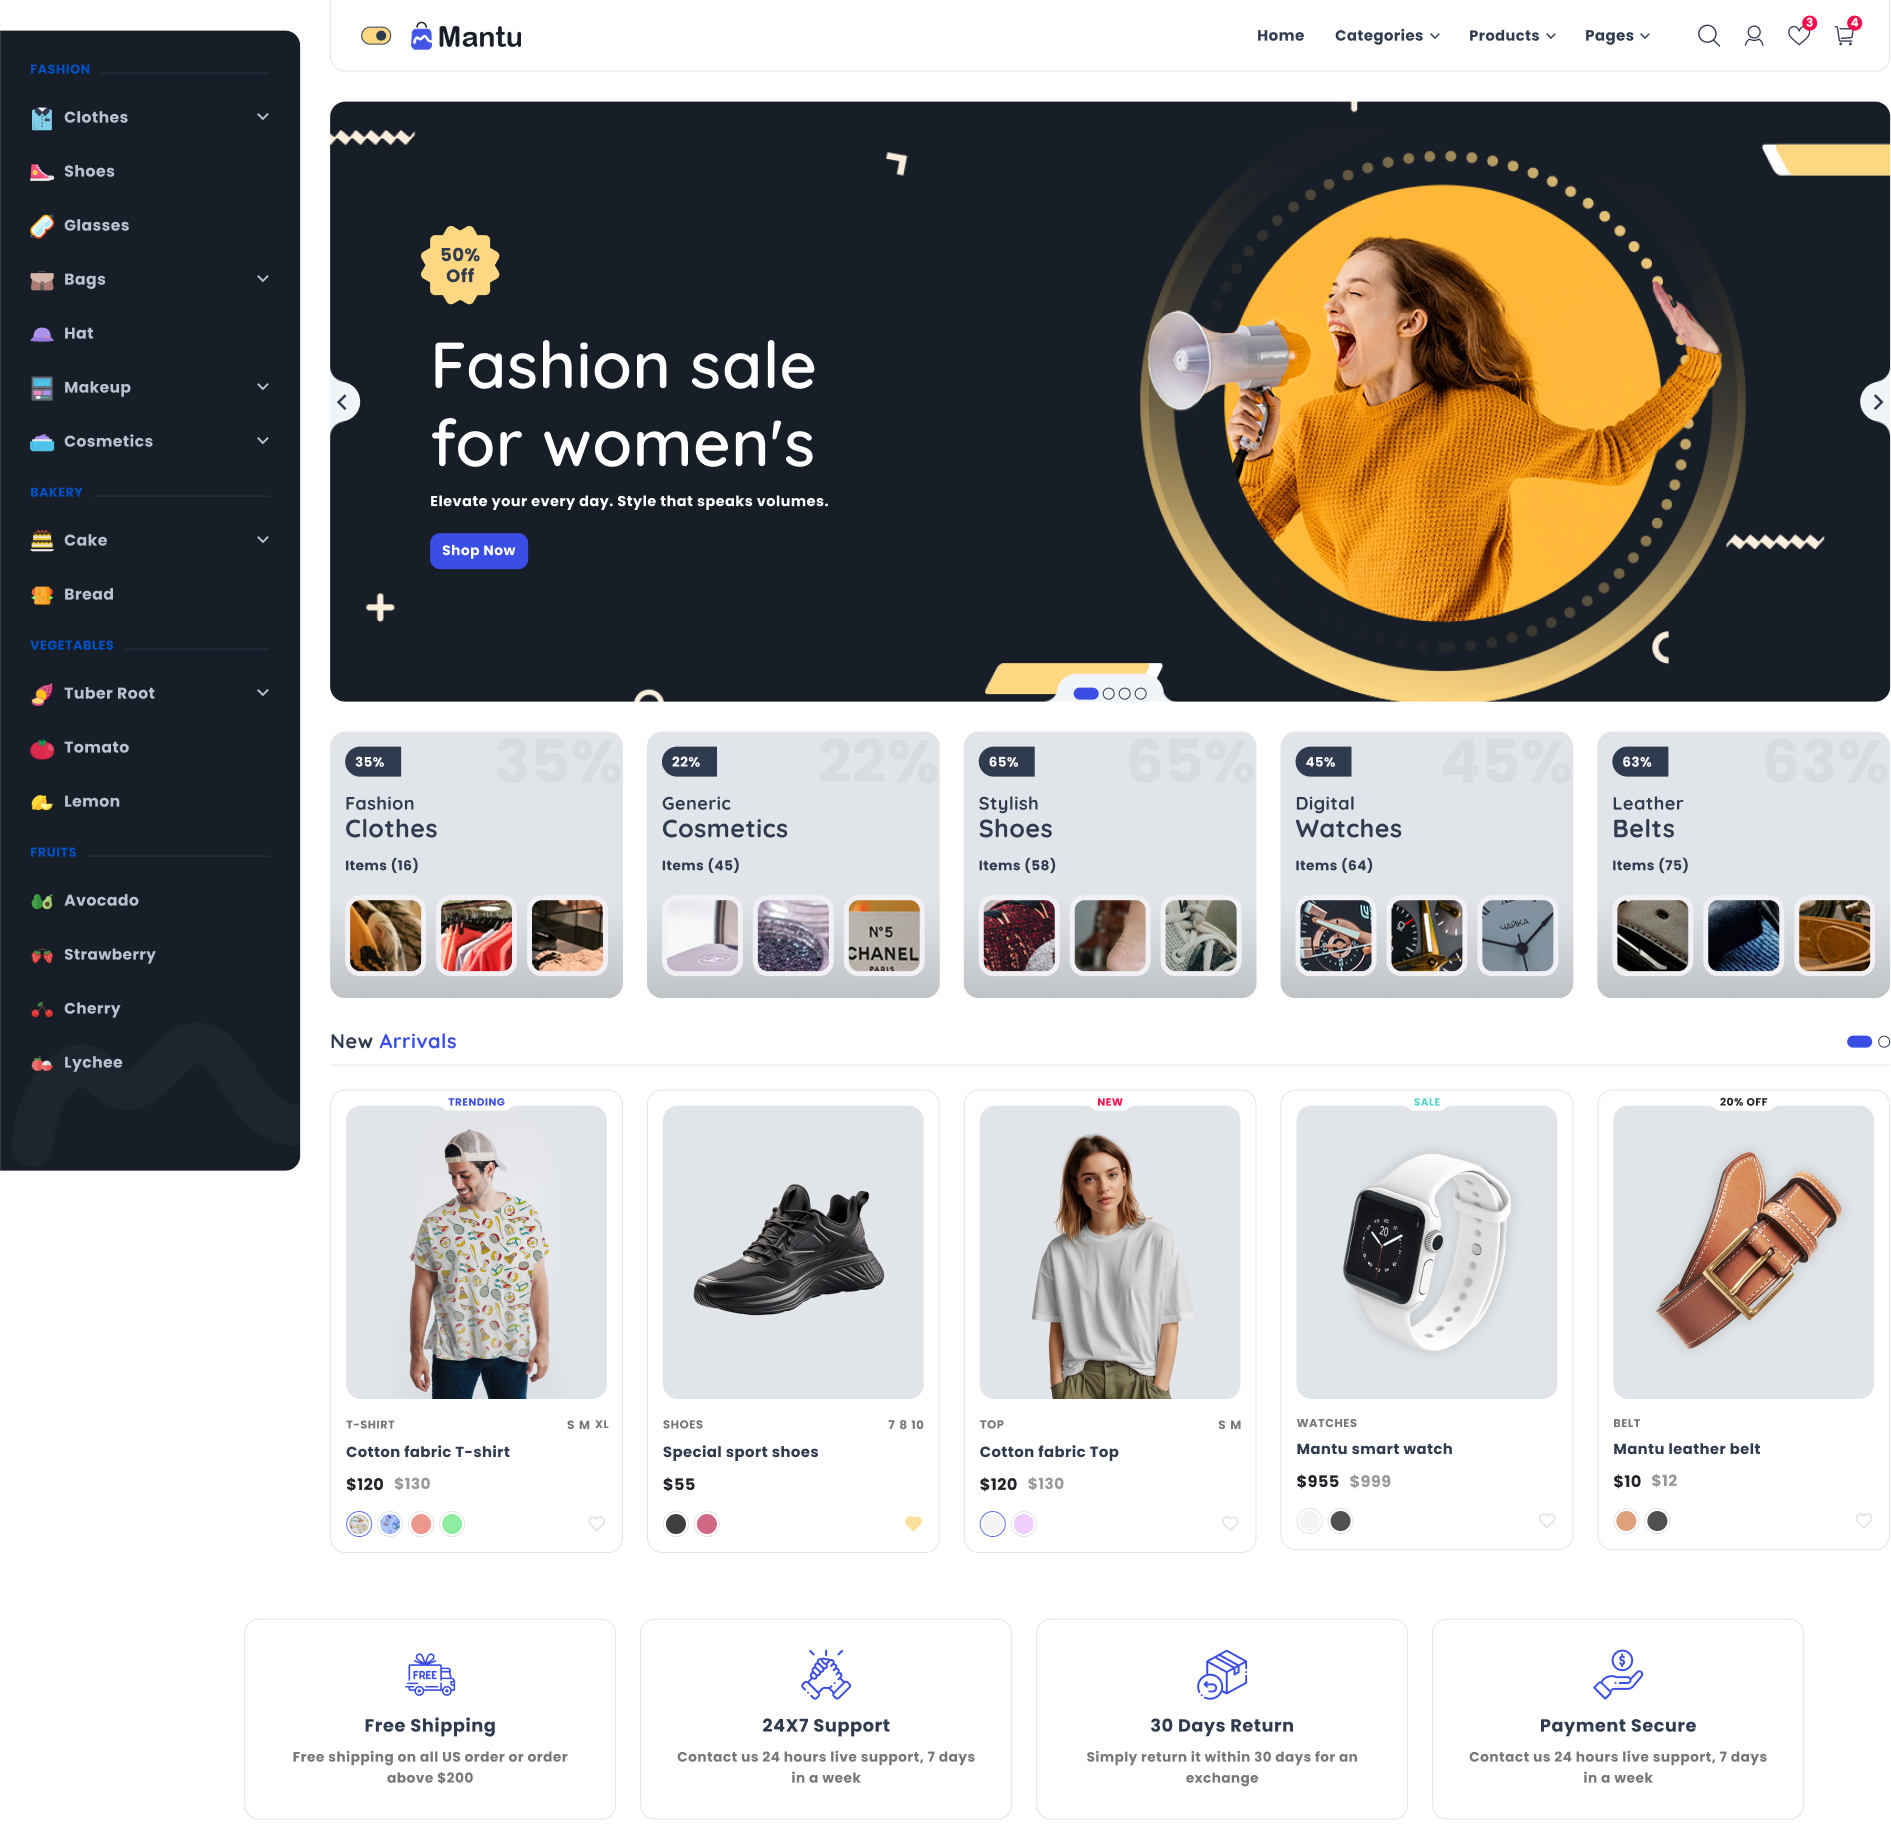 Mantu
Home
Categories
Products
Pages
3
4
FASHION
Clothes
Shoes
Glasses
Bags
Hat
Makeup
Cosmetics
BAKERY
Cake
Bread
VEGETABLES
Tuber Root
Tomato
Lemon
FRUITS
Avocado
Strawberry
Cherry
Lychee
50%
Off
Fashion sale
for women's
Elevate your every day. Style that speaks volumes.
Shop Now
35%
35%
Fashion
Clothes
Items (16)
22%
22%
Generic
Cosmetics
Items (45)
N°5
CHANEL
PARIS
65%
65%
Stylish
Shoes
Items (58)
45%
45%
Digital
Watches
Items (64)
ЧАЙКА
63%
63%
Leather
Belts
Items (75)
New Arrivals
TRENDING
T-SHIRT
S M XL
Cotton fabric T-shirt
$120 $130
SHOES
7 8 10
Special sport shoes
$55
NEW
TOP
S M
Cotton fabric Top
$120 $130
SALE
20
WATCHES
Mantu smart watch
$955 $999
20% OFF
BELT
Mantu leather belt
$10 $12
FREE
Free Shipping
Free shipping on all US order or order
above $200
24X7 Support
Contact us 24 hours live support, 7 days
in a week
30 Days Return
Simply return it within 30 days for an
exchange
$
Payment Secure
Contact us 24 hours live support, 7 days
in a week